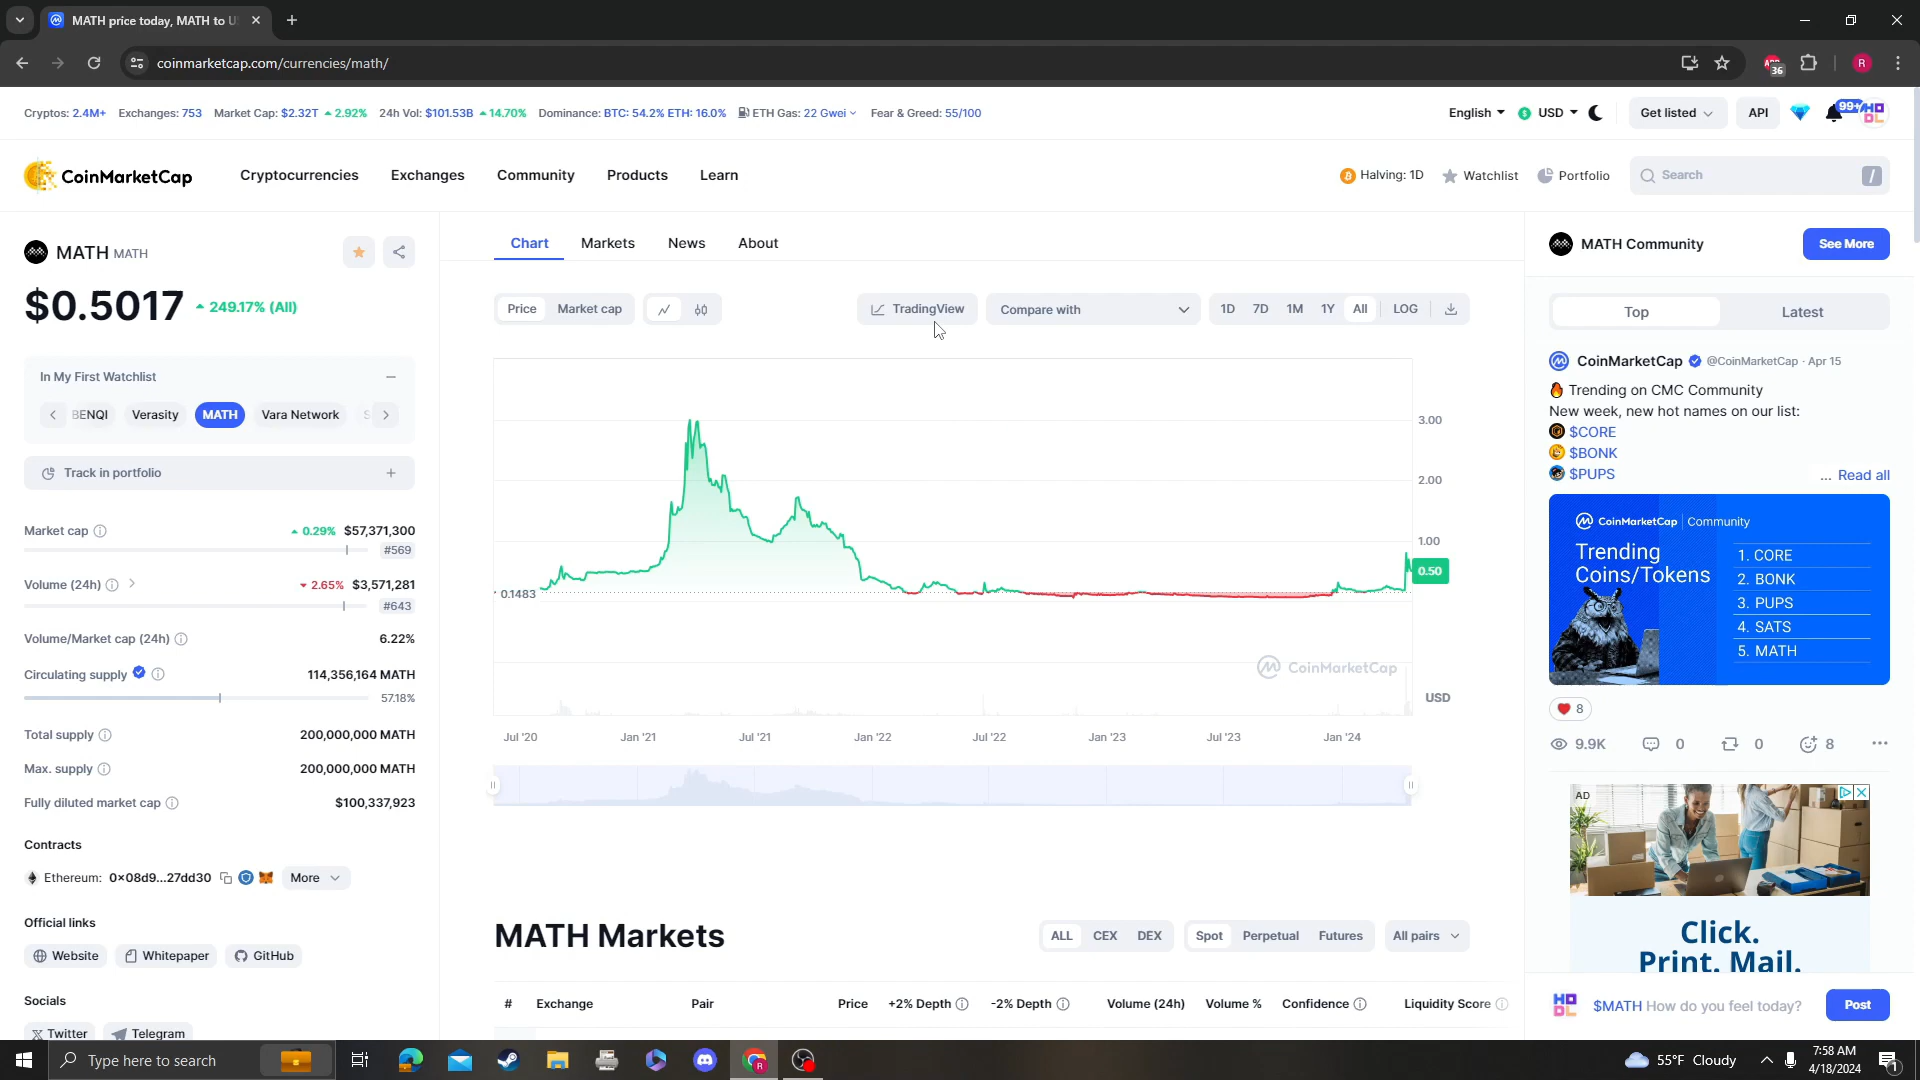 MATH price today, MATH to U
coinmarketcap.com/currencies/math/
36
R
Cryptos: 2.4M+ Exchanges: 753 Market Cap: $2.32T 2.92% 24h Vol: $101.53B 14.70% Dominance: BTC: 54.2% ETH: 16.0% ETH Gas: 22 Gwei Fear & Greed: 55/100
English USD Get listed API 99+
CoinMarketCap
Cryptocurrencies Exchanges Community Products Learn
Halving: 1D Watchlist Portfolio Search /
MATH MATH
$0.5017 249.17% (All)
In My First Watchlist
BENQI Verasity MATH Vara Network
Track in portfolio
Market cap 0.29% $57,371,300
#569
Volume (24h) 2.65% $3,571,281
#643
Volume/Market cap (24h) 6.22%
Circulating supply 114,356,164 MATH
57.18%
Total supply 200,000,000 MATH
Max. supply 200,000,000 MATH
Fully diluted market cap $100,337,923
Contracts
Ethereum: 0x08d9...27dd30 More
Official links
Website Whitepaper GitHub
Socials
Twitter Telegram
Chart Markets News About
Price Market cap TradingView Compare with 1D 7D 1M 1Y All LOG
3.00
2.00
1.00
0.50
0.1483
CoinMarketCap
USD
Jul '20 Jan '21 Jul '21 Jan '22 Jul '22 Jan '23 Jul '23 Jan '24
MATH Markets
ALL CEX DEX Spot Perpetual Futures All pairs
# Exchange Pair Price +2% Depth -2% Depth Volume (24h) Volume % Confidence Liquidity Score
MATH Community See More
Top Latest
CoinMarketCap @CoinMarketCap · Apr 15
Trending on CMC Community
New week, new hot names on our list:
$CORE
$BONK
$PUPS
... Read all
CoinMarketCap Community
Trending
Coins/Tokens
1. CORE
2. BONK
3. PUPS
4. SATS
5. MATH
8
9.9K 0 0 8
AD
Click.
Print. Mail.
$MATH How do you feel today? Post
Type here to search
55°F Cloudy
7:58 AM
4/18/2024
1